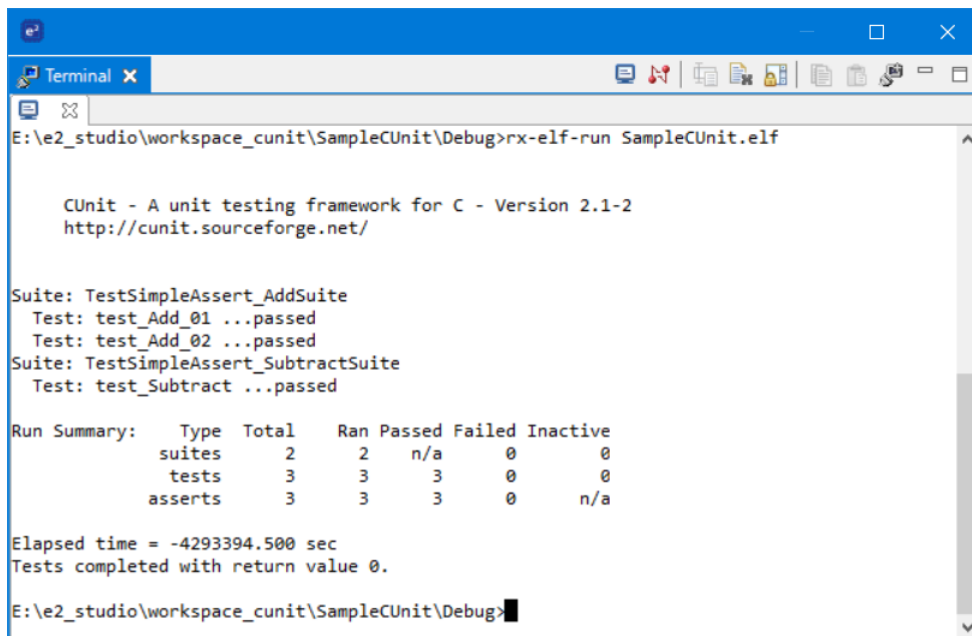 e²
Terminal
E:\e2_studio\workspace_cunit\SampleCUnit\Debug>rx-elf-run SampleCUnit.elf
CUnit - A unit testing framework for C - Version 2.1-2
http://cunit.sourceforge.net/
Suite: TestSimpleAssert_AddSuite
Test: test_Add_01 ...passed
Test: test_Add_02 ...passed
Suite: TestSimpleAssert_SubtractSuite
Test: test_Subtract ...passed
Run Summary: Type Total Ran Passed Failed Inactive
suites 2 2 n/a 0 0
tests 3 3 3 0 0
asserts 3 3 3 0 n/a
Elapsed time = -4293394.500 sec
Tests completed with return value 0.
E:\e2_studio\workspace_cunit\SampleCUnit\Debug>